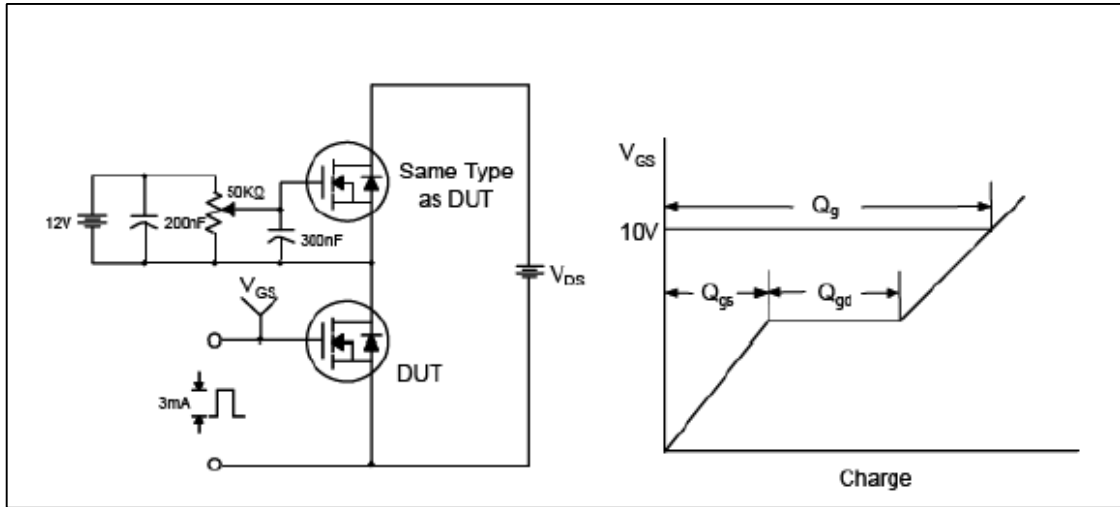 Same Type
as DUT
50KΩ
12V
200nF
300nF
VGS
DUT
3mA
VDS
VGS
10V
Qg
Qgs
Qgd
Charge